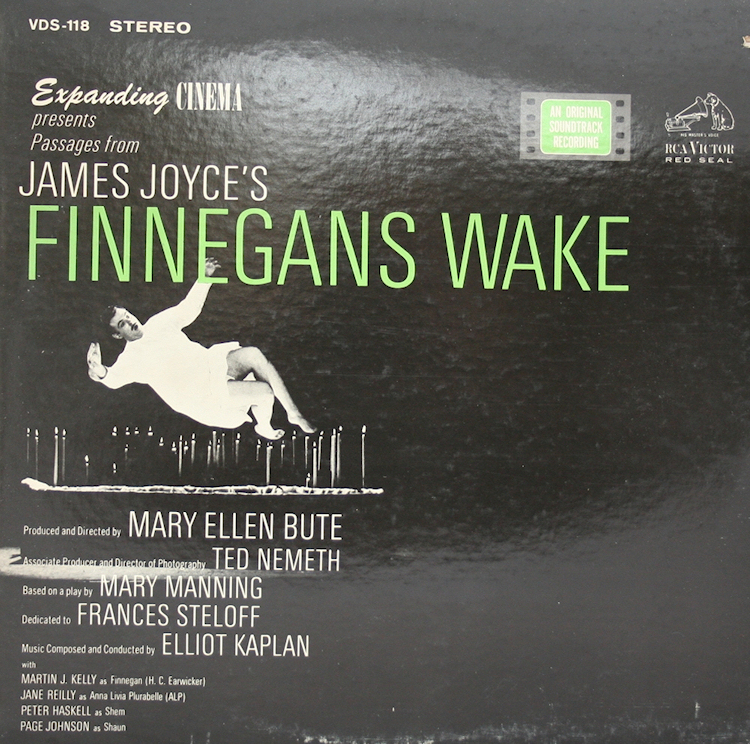 VDS-118 STEREO
Expanding CINEMA
presents
Passages from
JAMES JOYCE'S
FINNEGANS WAKE
AN ORIGINAL
SOUNDTRACK
RECORDING
HIS MASTER'S VOICE
RCA VICTOR
RED SEAL
Produced and Directed by MARY ELLEN BUTE
Associate Producer and Director of Photography TED NEMETH
Based on a play by MARY MANNING
Dedicated to FRANCES STELOFF
Music Composed and Conducted by ELLIOT KAPLAN
with
MARTIN J. KELLY as Finnegan (H. C. Earwicker)
JANE REILLY as Anna Livia Plurabelle (ALP)
PETER HASKELL as Shem
PAGE JOHNSON as Shaun